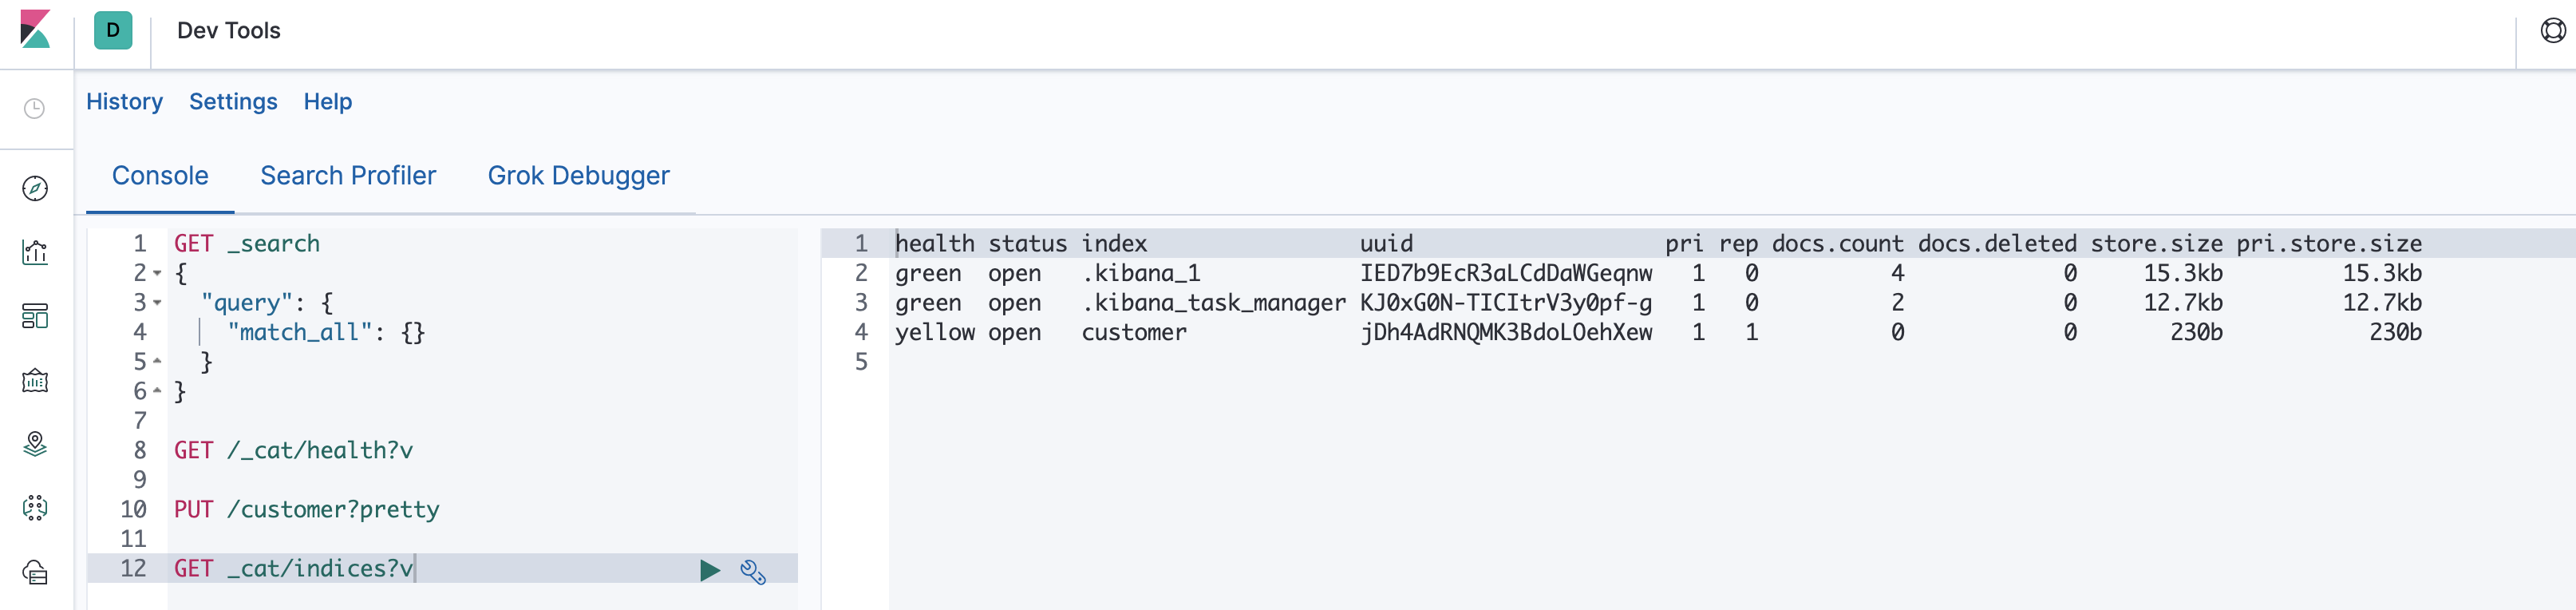 D Dev Tools
History Settings Help
Console Search Profiler Grok Debugger
1 GET _search
2 {
3 "query": {
4 "match_all": {}
5 }
6 }
7
8 GET /_cat/health?v
9
10 PUT /customer?pretty
11
12 GET _cat/indices?v
1 health status index uuid pri rep docs.count docs.deleted store.size pri.store.size
2 green open .kibana_1 IED7b9EcR3aLCdDaWGeqnw 1 0 4 0 15.3kb 15.3kb
3 green open .kibana_task_manager KJ0xG0N-TICItrV3y0pf-g 1 0 2 0 12.7kb 12.7kb
4 yellow open customer jDh4AdRNQMK3BdoLOehXew 1 1 0 0 230b 230b
5